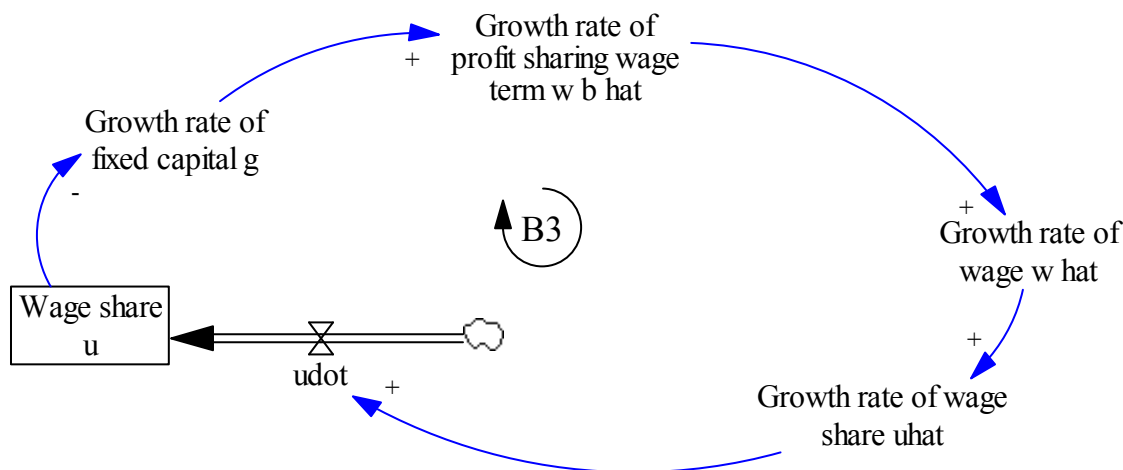 Growth rate of
profit sharing wage
term w b hat
+
Growth rate of
fixed capital g
-
B3
+
Growth rate of
wage w hat
Wage share
u
+
udot
+
Growth rate of wage
share uhat